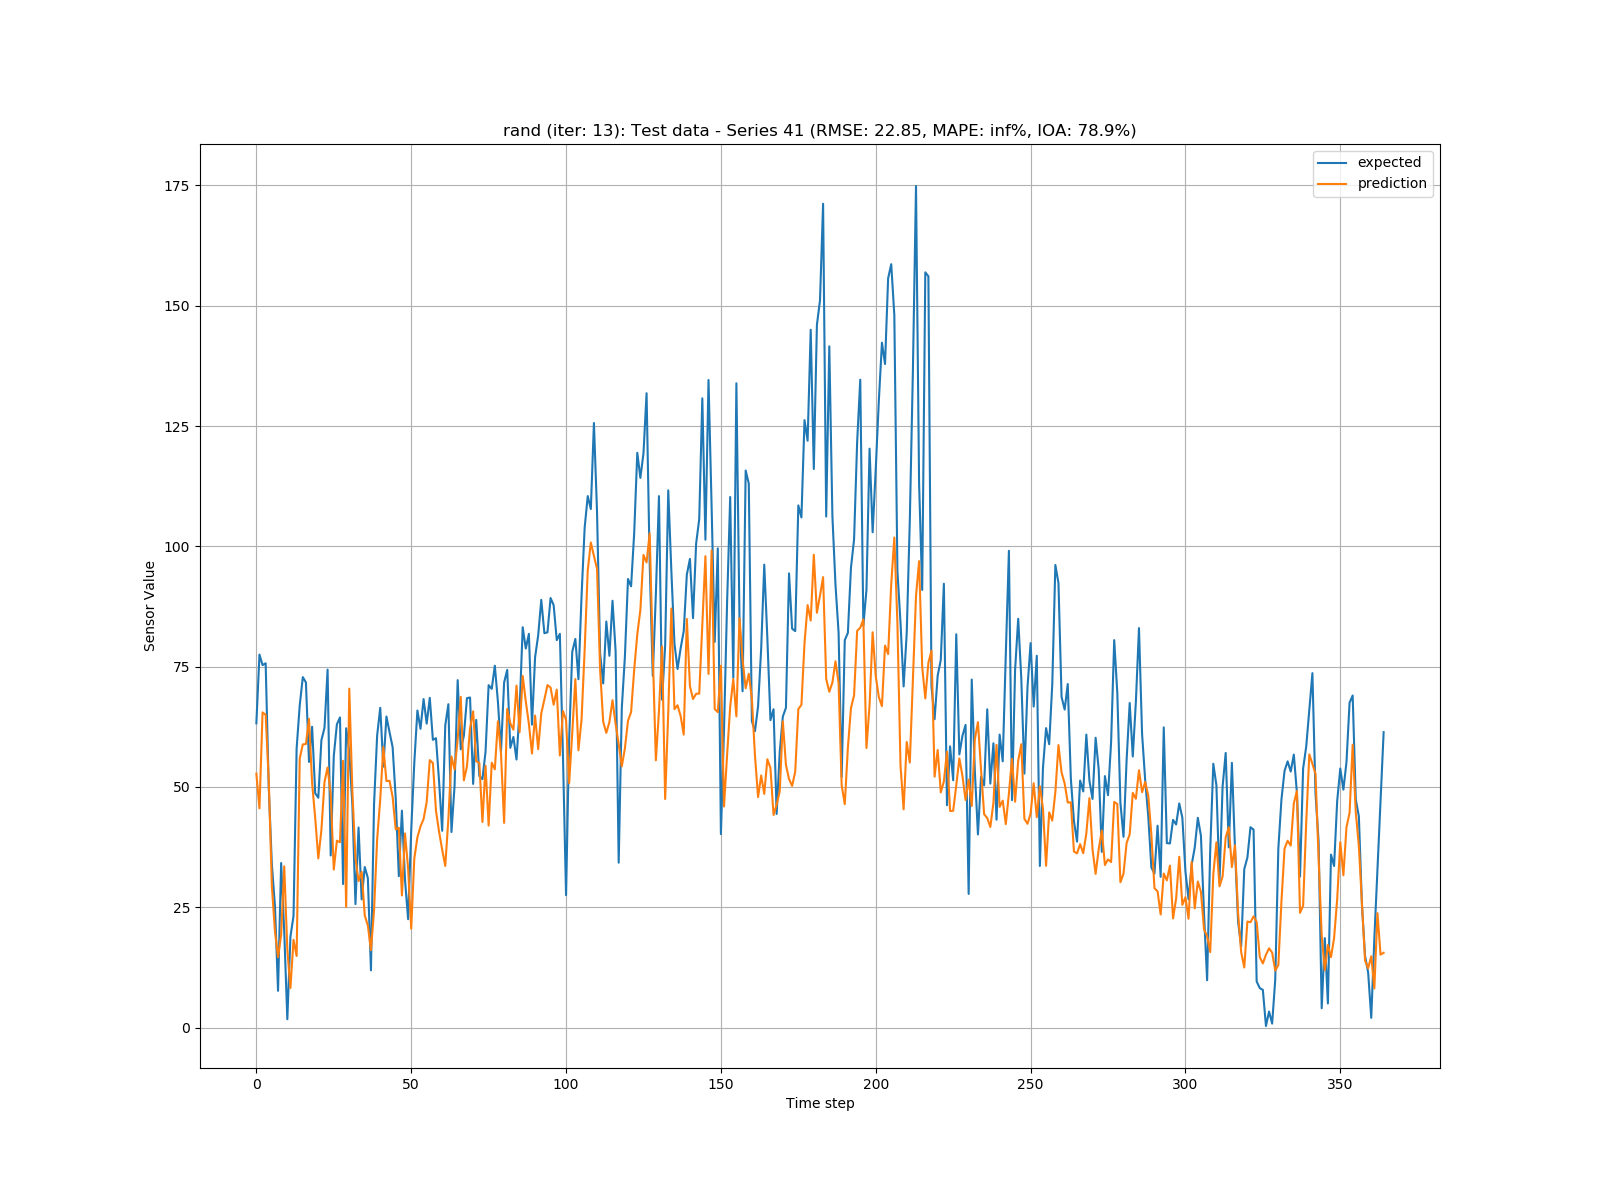 rand (iter: 13): Test data - Series 41 (RMSE: 22.85, MAPE: inf%, IOA: 78.9%)
expected
prediction
175
150
125
100
75
50
25
0
Sensor Value
0 50 100 150 200 250 300 350
Time step